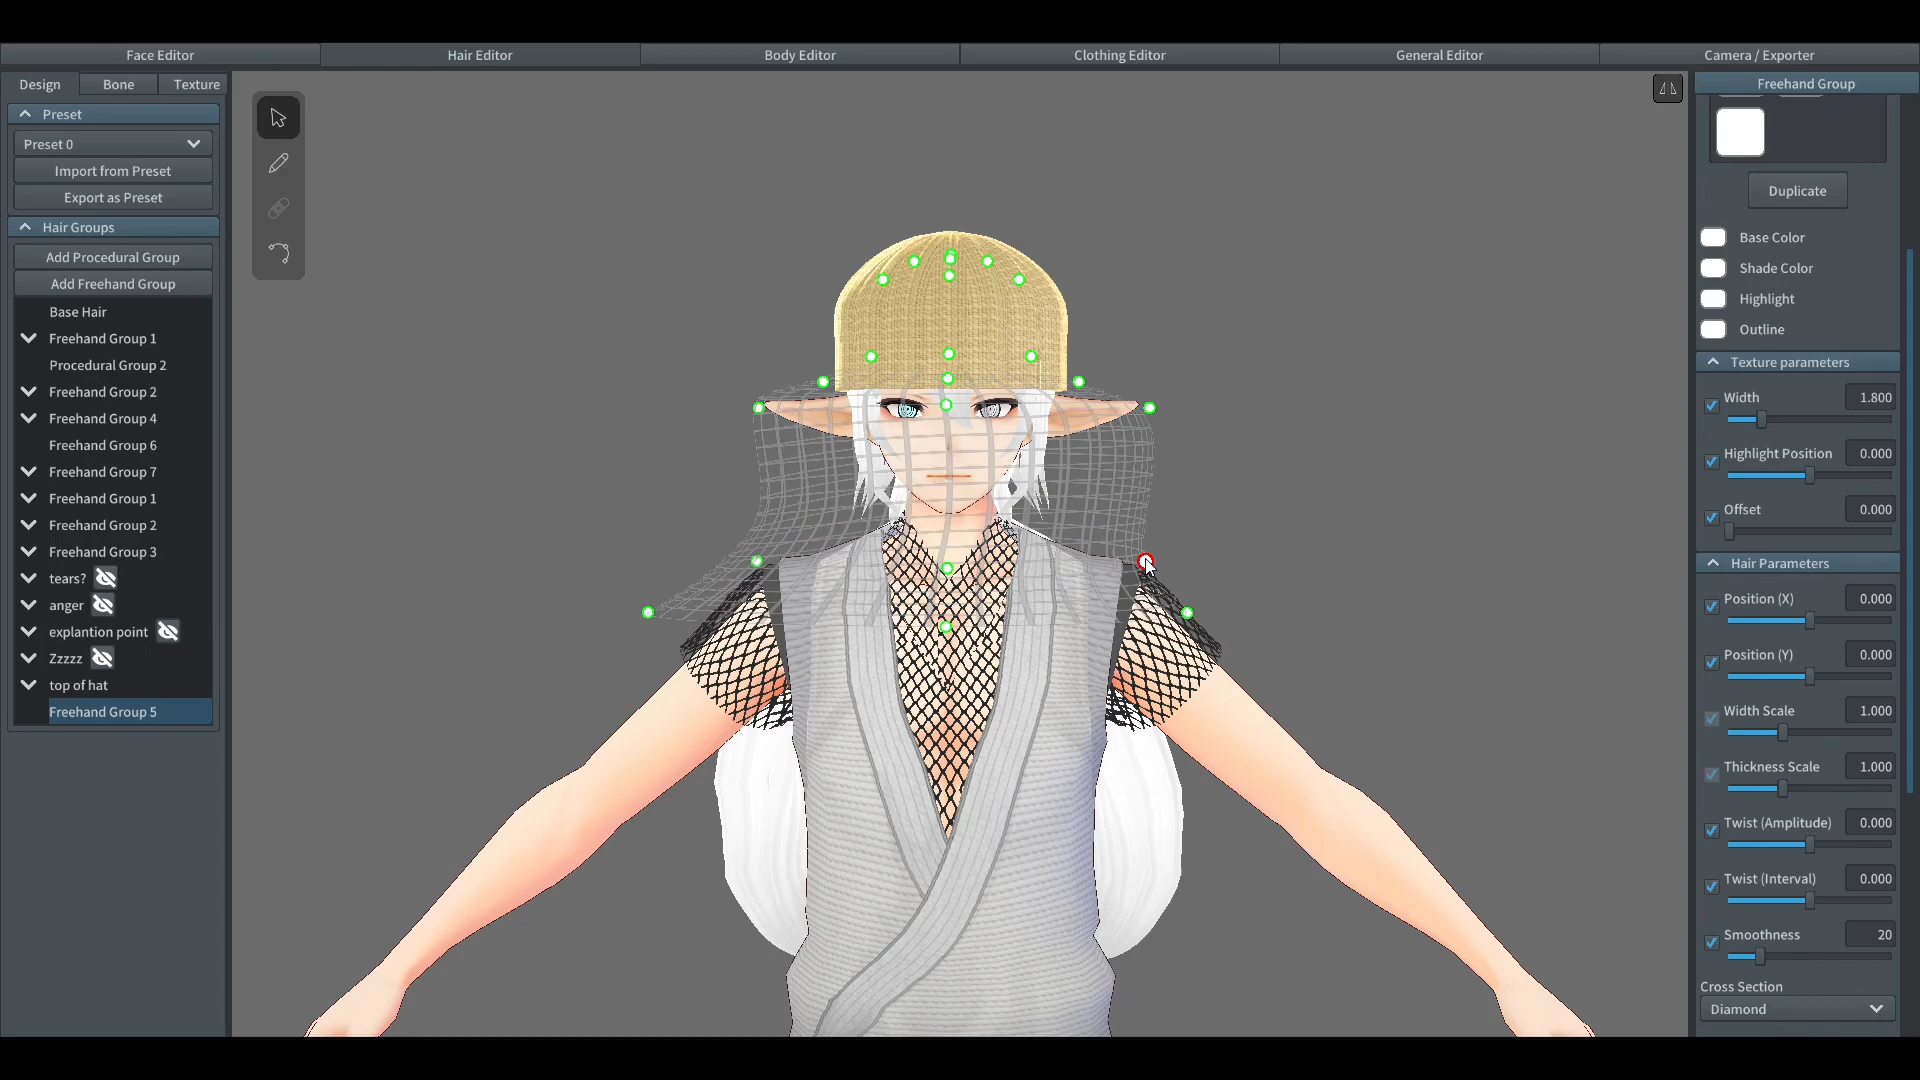 Face Editor
Hair Editor
Body Editor
Clothing Editor
General Editor
Camera / Exporter
Design
Bone
Texture
Preset
Preset 0
Import from Preset
Export as Preset
Hair Groups
Add Procedural Group
Add Freehand Group
Base Hair
Freehand Group 1
Procedural Group 2
Freehand Group 2
Freehand Group 4
Freehand Group 6
Freehand Group 7
Freehand Group 1
Freehand Group 2
Freehand Group 3
tears?
anger
explantion point
Zzzzz
top of hat
Freehand Group 5
Freehand Group
Duplicate
Base Color
Shade Color
Highlight
Outline
Texture parameters
Width 1.800
Highlight Position 0.000
Offset 0.000
Hair Parameters
Position (X) 0.000
Position (Y) 0.000
Width Scale 1.000
Thickness Scale 1.000
Twist (Amplitude) 0.000
Twist (Interval) 0.000
Smoothness 20
Cross Section
Diamond